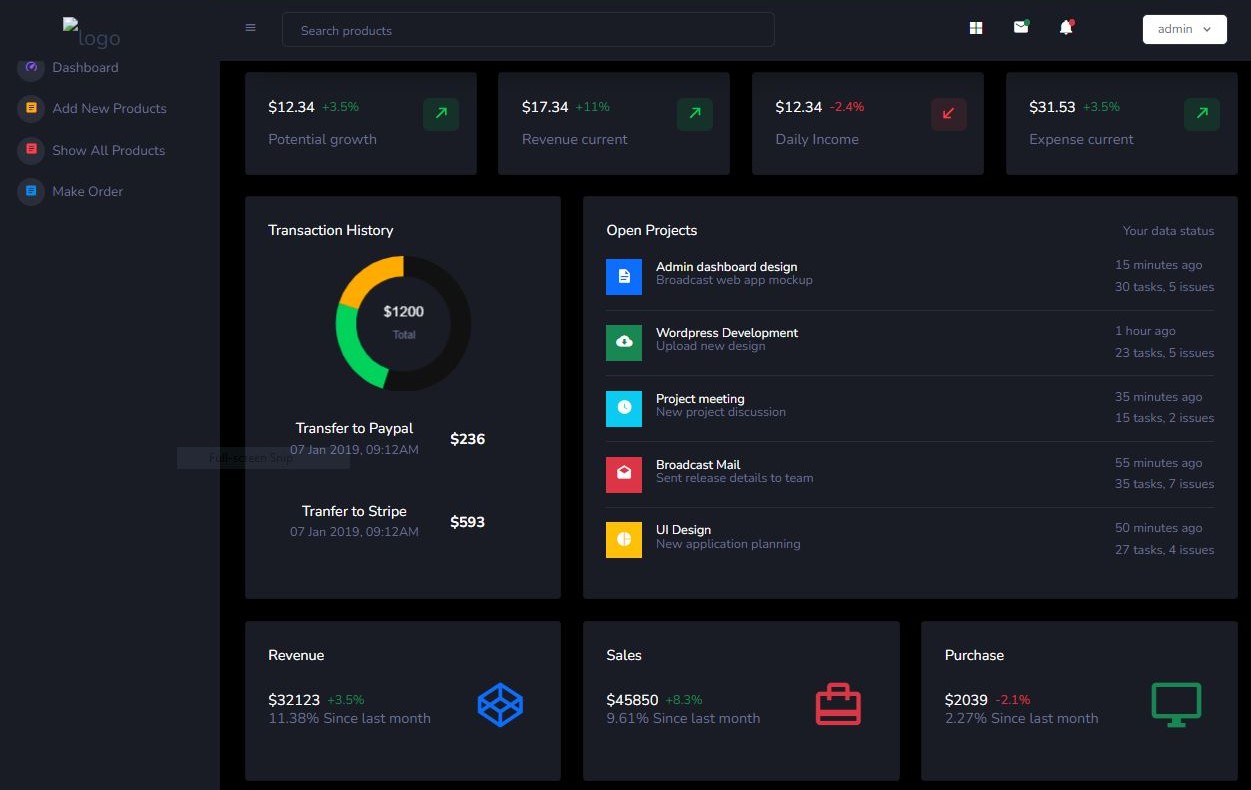 logo
Search products
admin
Dashboard
Add New Products
Show All Products
Make Order
$12.34 +3.5%
Potential growth
$17.34 +11%
Revenue current
$12.34 -2.4%
Daily Income
$31.53 +3.5%
Expense current
Transaction History
$1200
Total
Transfer to Paypal
07 Jan 2019, 09:12AM
$236
Full-screen Snip
Tranfer to Stripe
07 Jan 2019, 09:12AM
$593
Open Projects
Your data status
Admin dashboard design
Broadcast web app mockup
15 minutes ago
30 tasks, 5 issues
Wordpress Development
Upload new design
1 hour ago
23 tasks, 5 issues
Project meeting
New project discussion
35 minutes ago
15 tasks, 2 issues
Broadcast Mail
Sent release details to team
55 minutes ago
35 tasks, 7 issues
UI Design
New application planning
50 minutes ago
27 tasks, 4 issues
Revenue
$32123 +3.5%
11.38% Since last month
Sales
$45850 +8.3%
9.61% Since last month
Purchase
$2039 -2.1%
2.27% Since last month